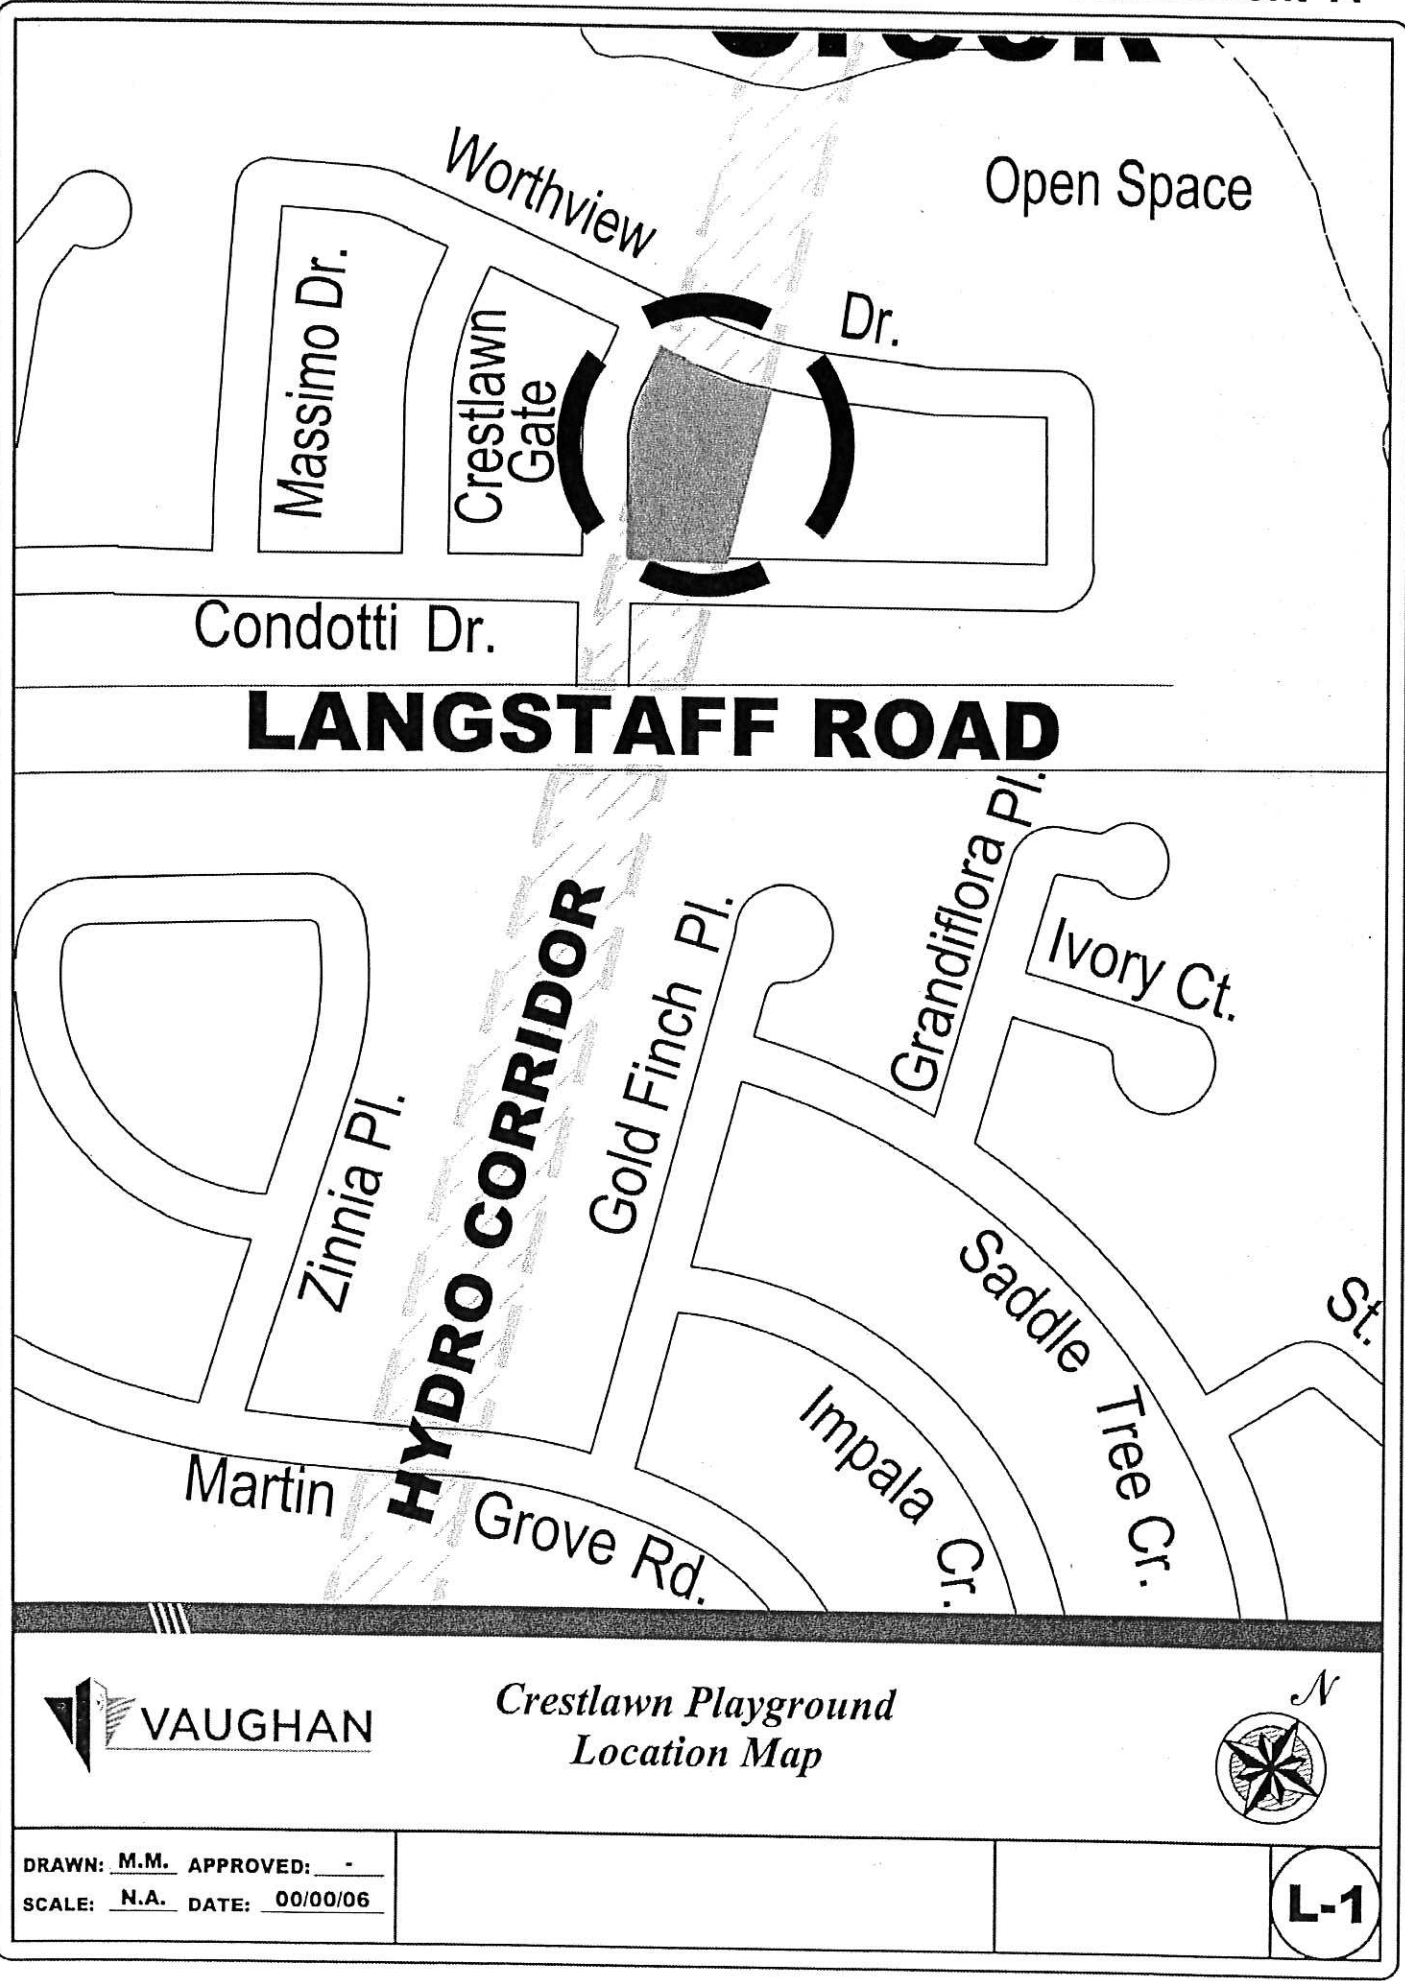 Worthview
Open Space
Massimo Dr.
Crestlawn
Gate
Dr.
Condotti Dr.
LANGSTAFF ROAD
Grandiflora Pl.
HYDRO CORRIDOR
Gold Finch Pl.
Ivory Ct.
Zinnia Pl.
Saddle Tree Cr.
St.
Impala Cr.
Martin Grove Rd.
VAUGHAN
Crestlawn Playground
Location Map
N
DRAWN: M.M. APPROVED: -
SCALE: N.A. DATE: 00/00/06
L-1